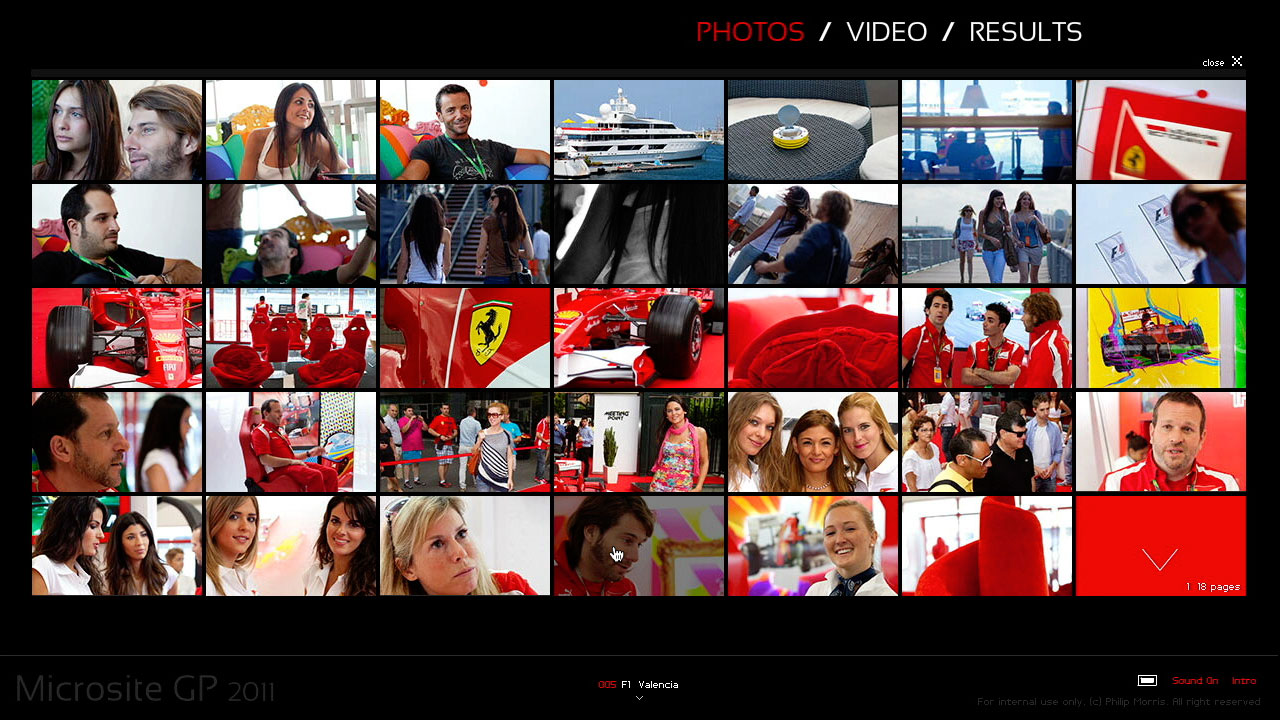 PHOTOS / VIDEO / RESULTS
close
MEETING
POINT
1 18 pages
Microsite GP 2011
005 F1 Valencia
Sound On Intro
For internal use only, (c) Philip Morris. All right reserved